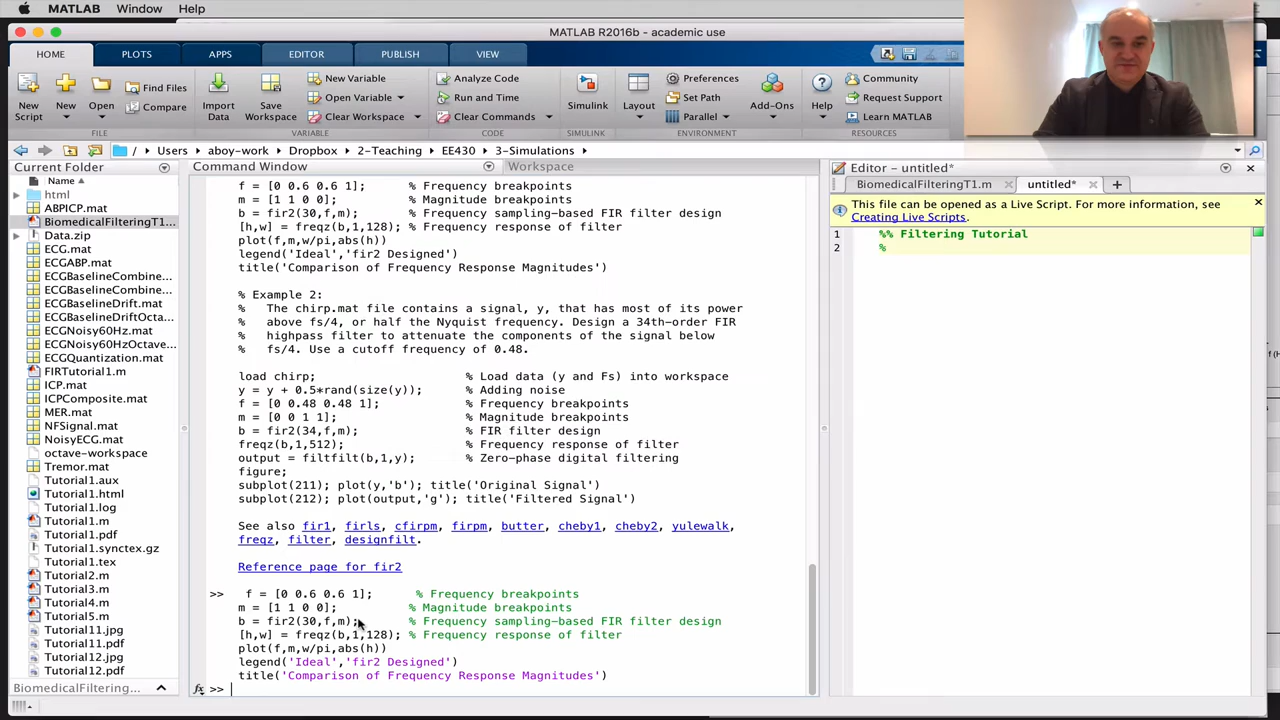 MATLAB Window Help
MATLAB R2016b - academic use
HOME PLOTS APPS EDITOR PUBLISH VIEW
New Script
New
Open
Find Files
Compare
Import Data
Save Workspace
New Variable
Open Variable
Clear Workspace
Analyze Code
Run and Time
Clear Commands
Simulink
Layout
Preferences
Set Path
Parallel
Add-Ons
Help
Community
Request Support
Learn MATLAB
FILE VARIABLE CODE SIMULINK ENVIRONMENT RESOURCES
/ Users aboy-work Dropbox 2-Teaching EE430 3-Simulations
Current Folder
Name
html
ABPICP.mat
BiomedicalFilteringT1...
Data.zip
ECG.mat
ECGABP.mat
ECGBaselineCombine...
ECGBaselineCombine...
ECGBaselineDrift.mat
ECGBaselineDriftOcta...
ECGNoisy60Hz.mat
ECGNoisy60HzOctave...
ECGQuantization.mat
FIRTutorial1.m
ICP.mat
ICPComposite.mat
MER.mat
NFSignal.mat
NoisyECG.mat
octave-workspace
Tremor.mat
Tutorial1.aux
Tutorial1.html
Tutorial1.log
Tutorial1.m
Tutorial1.pdf
Tutorial1.synctex.gz
Tutorial1.tex
Tutorial2.m
Tutorial3.m
Tutorial4.m
Tutorial5.m
Tutorial11.jpg
Tutorial11.pdf
Tutorial12.jpg
Tutorial12.pdf
BiomedicalFiltering...
Command Window
Workspace
f = [0 0.6 0.6 1]; % Frequency breakpoints
m = [1 1 0 0]; % Magnitude breakpoints
b = fir2(30,f,m); % Frequency sampling-based FIR filter design
[h,w] = freqz(b,1,128); % Frequency response of filter
plot(f,m,w/pi,abs(h))
legend('Ideal','fir2 Designed')
title('Comparison of Frequency Response Magnitudes')
% Example 2:
% The chirp.mat file contains a signal, y, that has most of its power
% above fs/4, or half the Nyquist frequency. Design a 34th-order FIR
% highpass filter to attenuate the components of the signal below
% fs/4. Use a cutoff frequency of 0.48.
load chirp; % Load data (y and Fs) into workspace
y = y + 0.5*rand(size(y)); % Adding noise
f = [0 0.48 0.48 1]; % Frequency breakpoints
m = [0 0 1 1]; % Magnitude breakpoints
b = fir2(34,f,m); % FIR filter design
freqz(b,1,512); % Frequency response of filter
output = filtfilt(b,1,y); % Zero-phase digital filtering
figure;
subplot(211); plot(y,'b'); title('Original Signal')
subplot(212); plot(output,'g'); title('Filtered Signal')
See also fir1, firls, cfirpm, firpm, butter, cheby1, cheby2, yulewalk,
freqz, filter, designfilt.
Reference page for fir2
>> f = [0 0.6 0.6 1]; % Frequency breakpoints
m = [1 1 0 0]; % Magnitude breakpoints
b = fir2(30,f,m); % Frequency sampling-based FIR filter design
[h,w] = freqz(b,1,128); % Frequency response of filter
plot(f,m,w/pi,abs(h))
legend('Ideal','fir2 Designed')
title('Comparison of Frequency Response Magnitudes')
fx >>
Editor - untitled*
BiomedicalFilteringT1.m untitled*
This file can be opened as a Live Script. For more information, see
Creating Live Scripts.
1 %% Filtering Tutorial
2 %